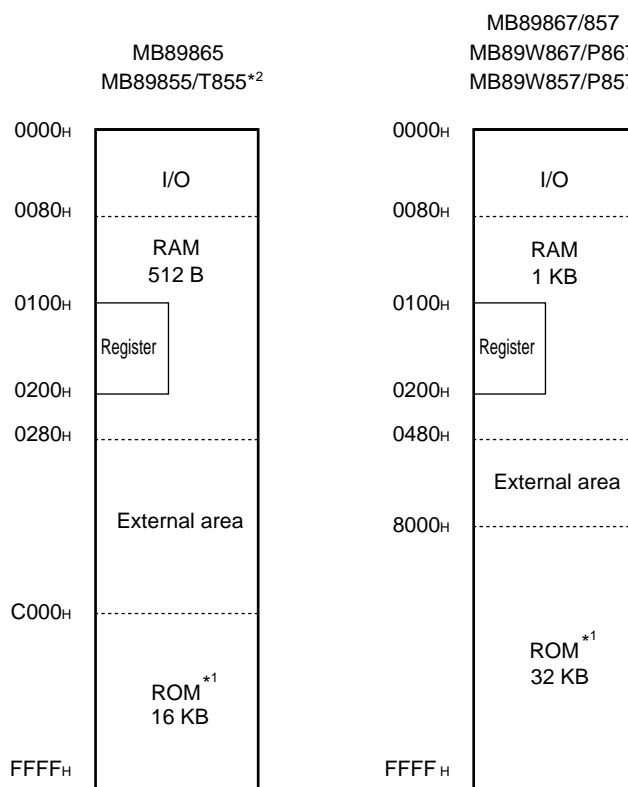 MB89865
MB89855/T855*2
0000H
I/O
0080H
RAM
512 B
0100H
Register
0200H
0280H
External area
C000H
ROM*1
16 KB
FFFFH
MB89867/857
MB89W867/P867
MB89W857/P857
0000H
I/O
0080H
RAM
1 KB
0100H
Register
0200H
0480H
External area
8000H
ROM*1
32 KB
FFFF H